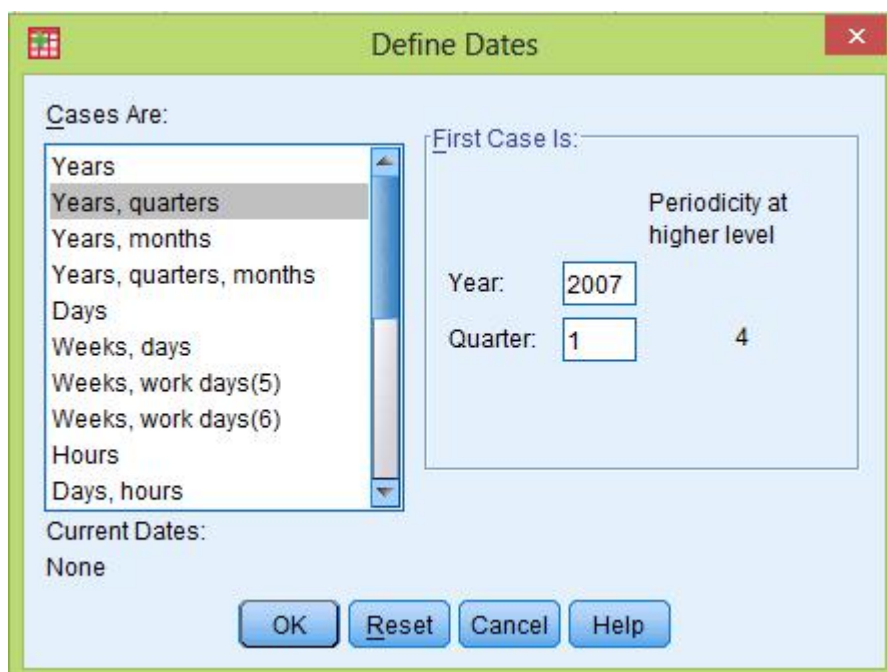 Define Dates
Cases Are:
Years
Years, quarters
Years, months
Years, quarters, months
Days
Weeks, days
Weeks, work days(5)
Weeks, work days(6)
Hours
Days, hours
Current Dates:
None
First Case Is:
Periodicity at
higher level
Year: 2007
Quarter: 1 4
OK Reset Cancel Help